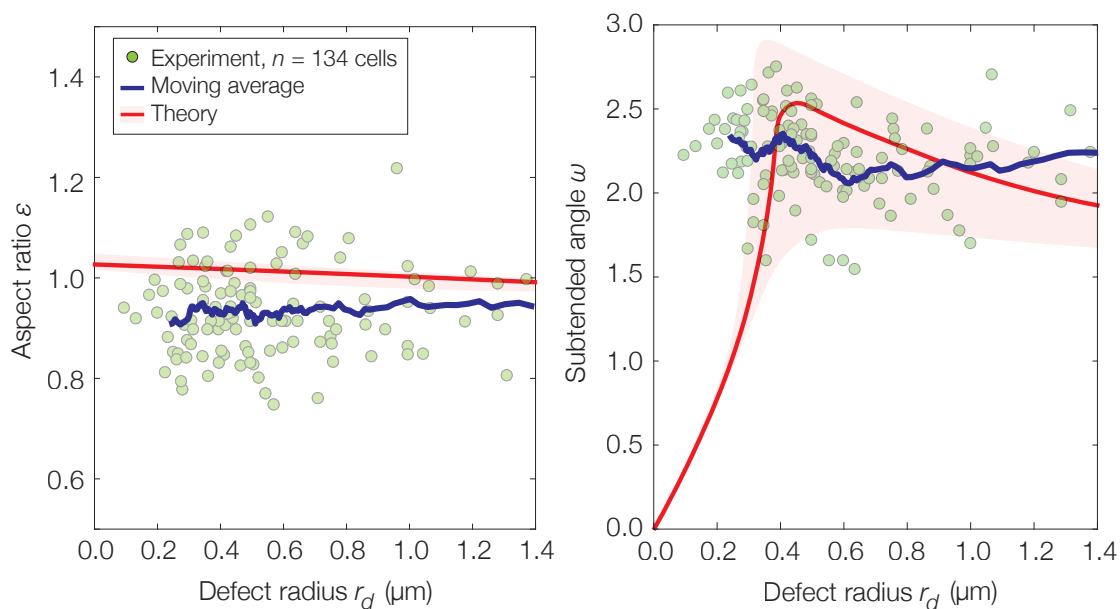 Experiment, n = 134 cells
Moving average
Theory
Aspect ratio ε
1.4
1.2
1.0
0.8
0.6
0.0 0.2 0.4 0.6 0.8 1.0 1.2 1.4
Defect radius r_d (μm)
Subtended angle ω
3.0
2.5
2.0
1.5
1.0
0.5
0.0
0.0 0.2 0.4 0.6 0.8 1.0 1.2 1.4
Defect radius r_d (μm)